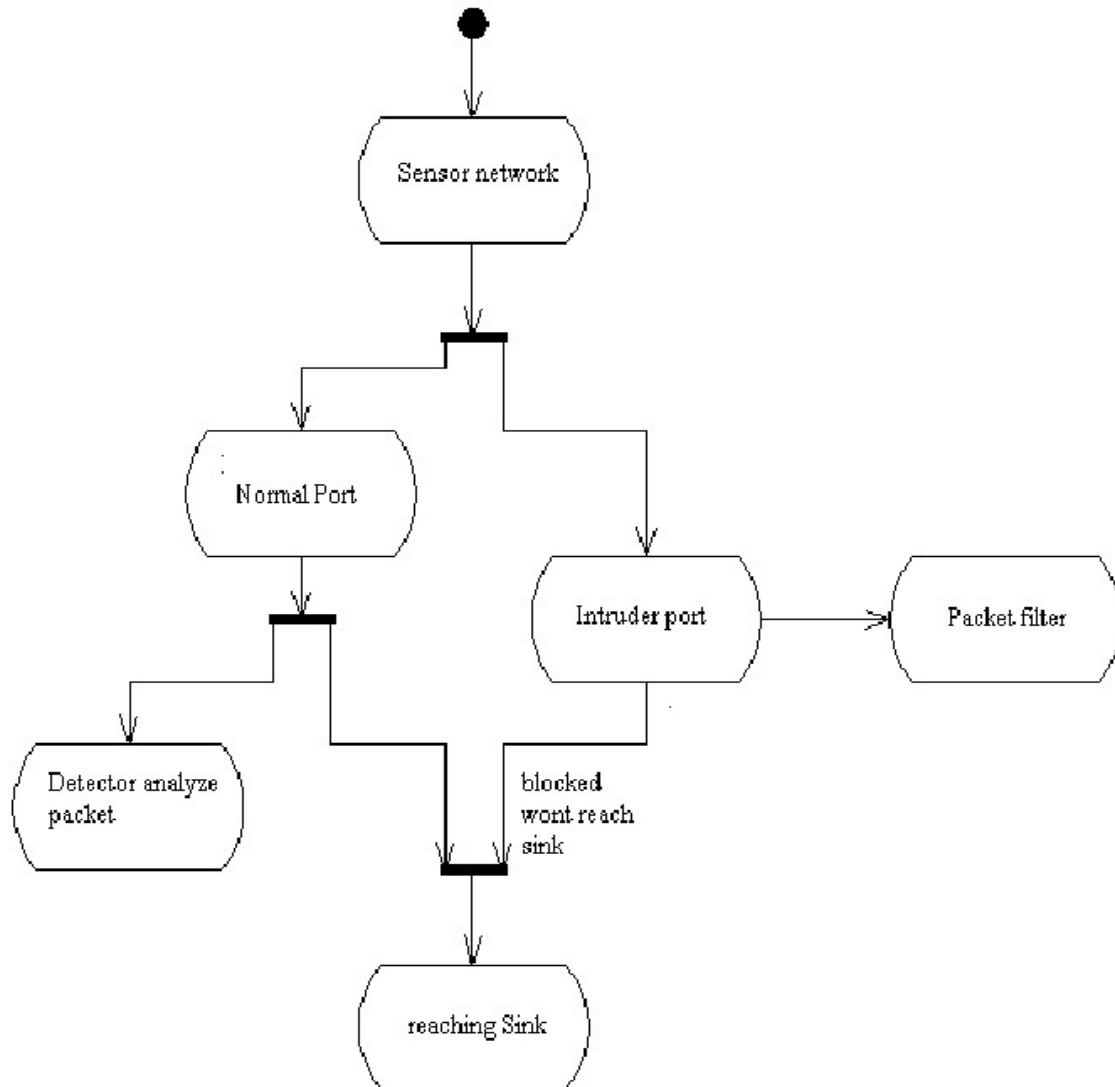 Sensor network
Normal Port
Intruder port
Packet filter
Detector analyze
packet
blocked
wont reach
sink
reaching Sink